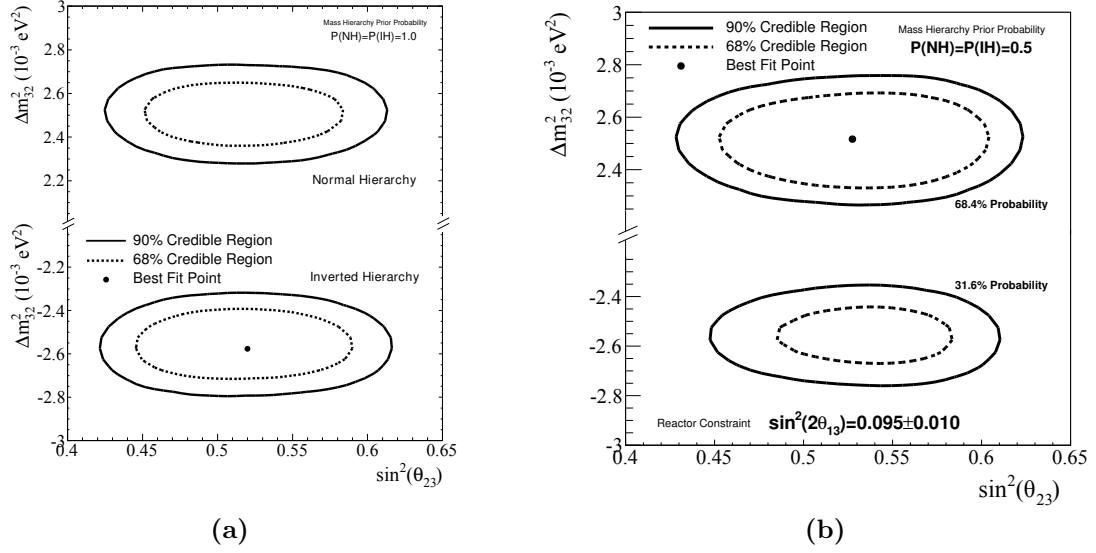 Mass Hierarchy Prior Probability
P(NH)=P(IH)=1.0
3
2.8
2.6
2.4
2.2
Δm²₃₂ (10⁻³ eV²)
Normal Hierarchy
90% Credible Region
68% Credible Region
Best Fit Point
Inverted Hierarchy
-2.2
-2.4
-2.6
-2.8
-3
Δm²₃₂ (10⁻³ eV²)
0.4 0.45 0.5 0.55 0.6 0.65
sin²(θ₂₃)
(a)
90% Credible Region
68% Credible Region
Best Fit Point
Mass Hierarchy Prior Probability
P(NH)=P(IH)=0.5
3
2.8
2.6
2.4
Δm²₃₂ (10⁻³ eV²)
68.4% Probability
31.6% Probability
-2.4
-2.6
-2.8
-3
Reactor Constraint sin²(2θ₁₃)=0.095±0.010
0.4 0.45 0.5 0.55 0.6 0.65
sin²(θ₂₃)
(b)